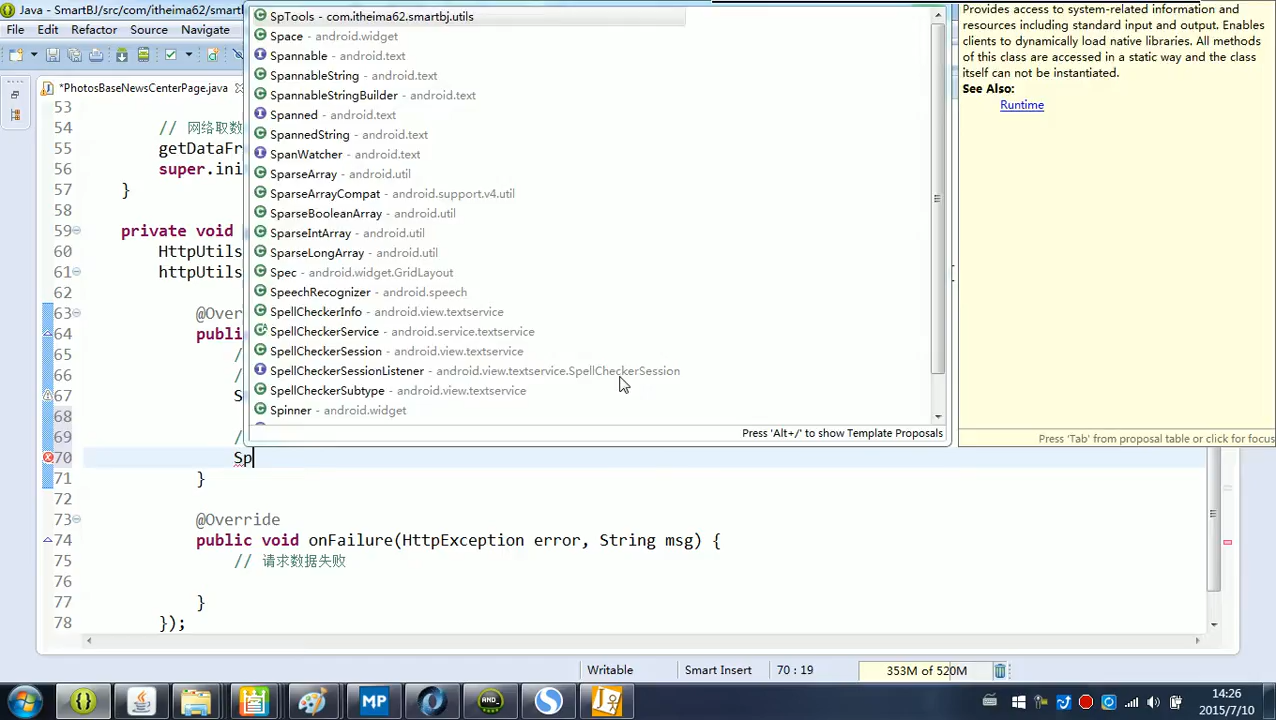 Java - SmartBJ/src/com/itheima62/smartbj
File Edit Refactor Source Navigate
*PhotosBaseNewsCenterPage.java
53
54 // 网络取数
55 getDataFr
56 super.ini
57 }
58
59 private void
60 HttpUtils
61 httpUtils
62
63 @Over
64 publi
65 /
66 /
67 S
68
69 /
70 Sp
71 }
72
73 @Override
74 public void onFailure(HttpException error, String msg) {
75 // 请求数据失败
76
77 }
78 });
SpTools - com.itheima62.smartbj.utils
Space - android.widget
Spannable - android.text
SpannableString - android.text
SpannableStringBuilder - android.text
Spanned - android.text
SpannedString - android.text
SpanWatcher - android.text
SparseArray - android.util
SparseArrayCompat - android.support.v4.util
SparseBooleanArray - android.util
SparseIntArray - android.util
SparseLongArray - android.util
Spec - android.widget.GridLayout
SpeechRecognizer - android.speech
SpellCheckerInfo - android.view.textservice
SpellCheckerService - android.service.textservice
SpellCheckerSession - android.view.textservice
SpellCheckerSessionListener - android.view.textservice.SpellCheckerSession
SpellCheckerSubtype - android.view.textservice
Spinner - android.widget
Press 'Alt+/' to show Template Proposals
Provides access to system-related information and
resources including standard input and output. Enables
clients to dynamically load native libraries. All methods
of this class are accessed in a static way and the class
itself can not be instantiated.
See Also:
Runtime
Press 'Tab' from proposal table or click for focus
Writable Smart Insert 70 : 19 353M of 520M
MP AND_
14:26
2015/7/10